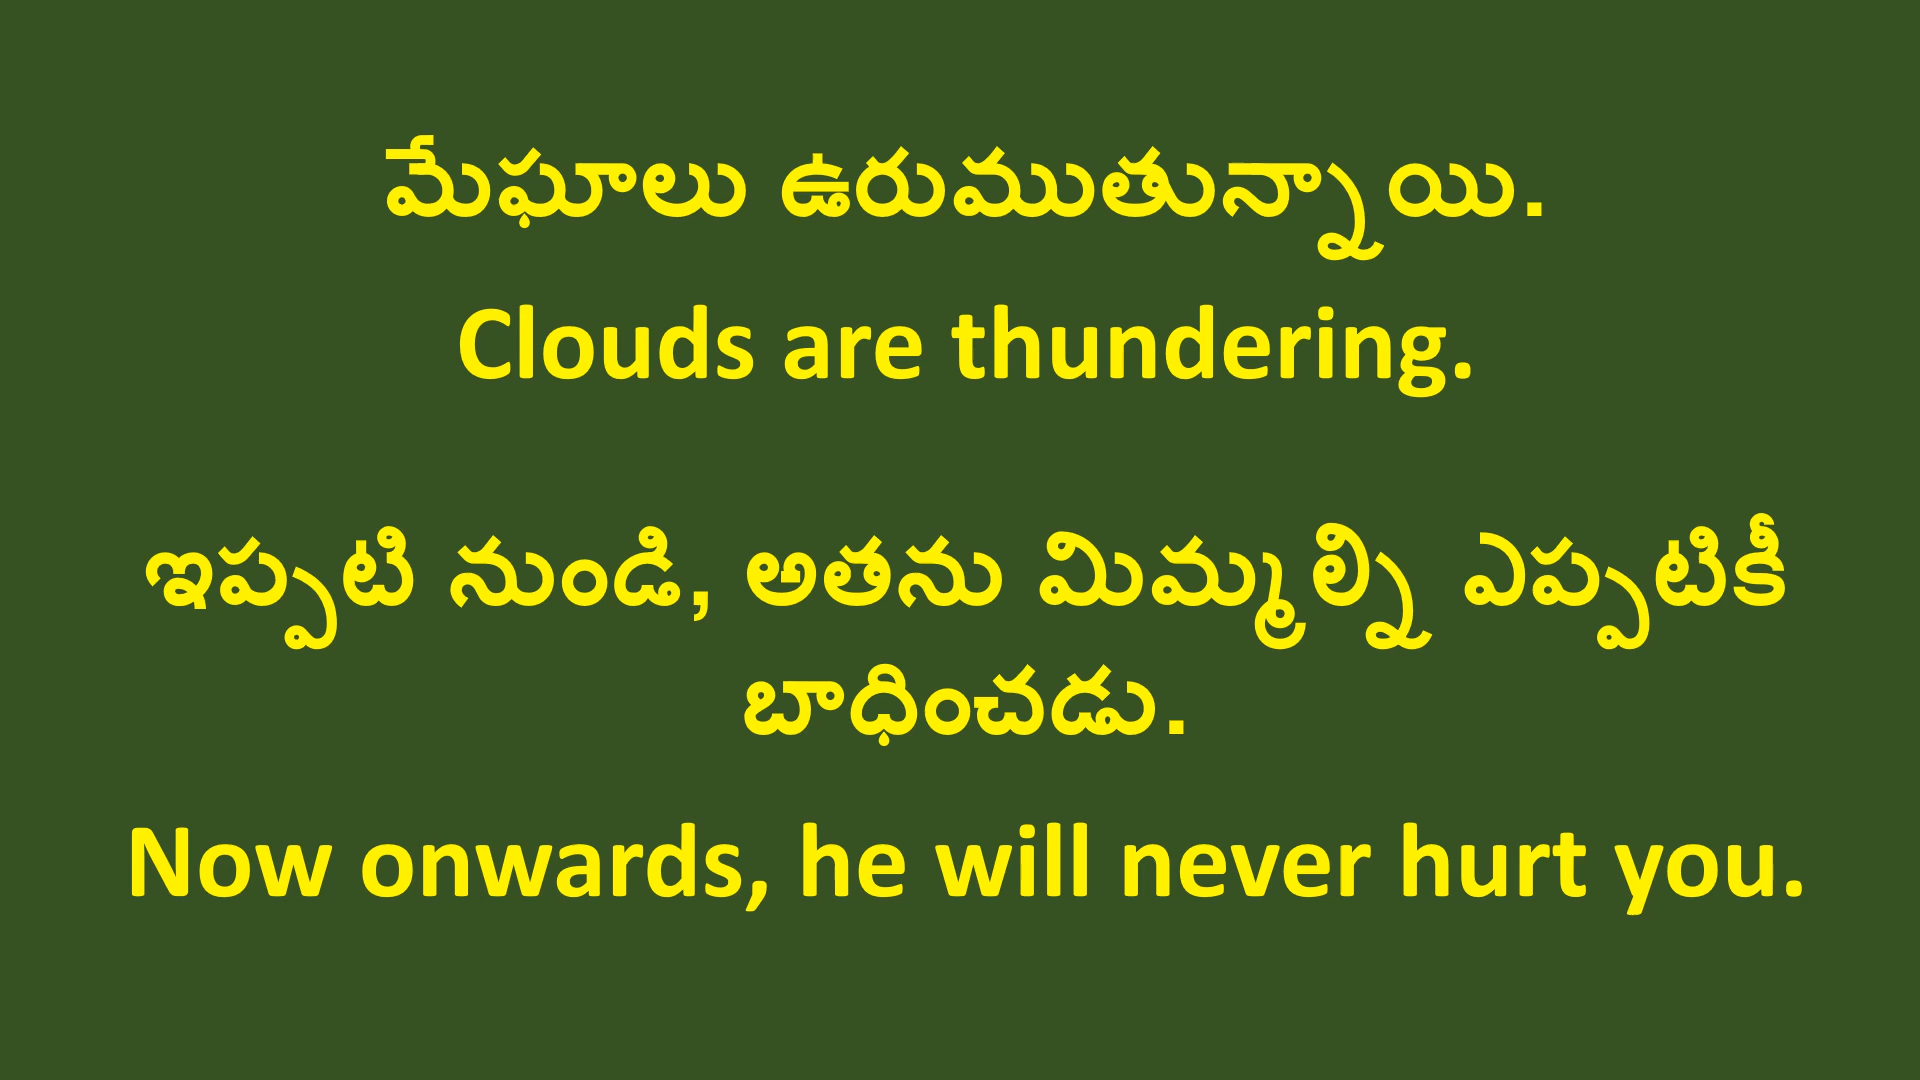 మేఘాలు ఉరుముతున్నాయి.
Clouds are thundering.
ఇప్పటి నుండి, అతను మిమ్మల్ని ఎప్పటికీ
బాధించడు.
Now onwards, he will never hurt you.